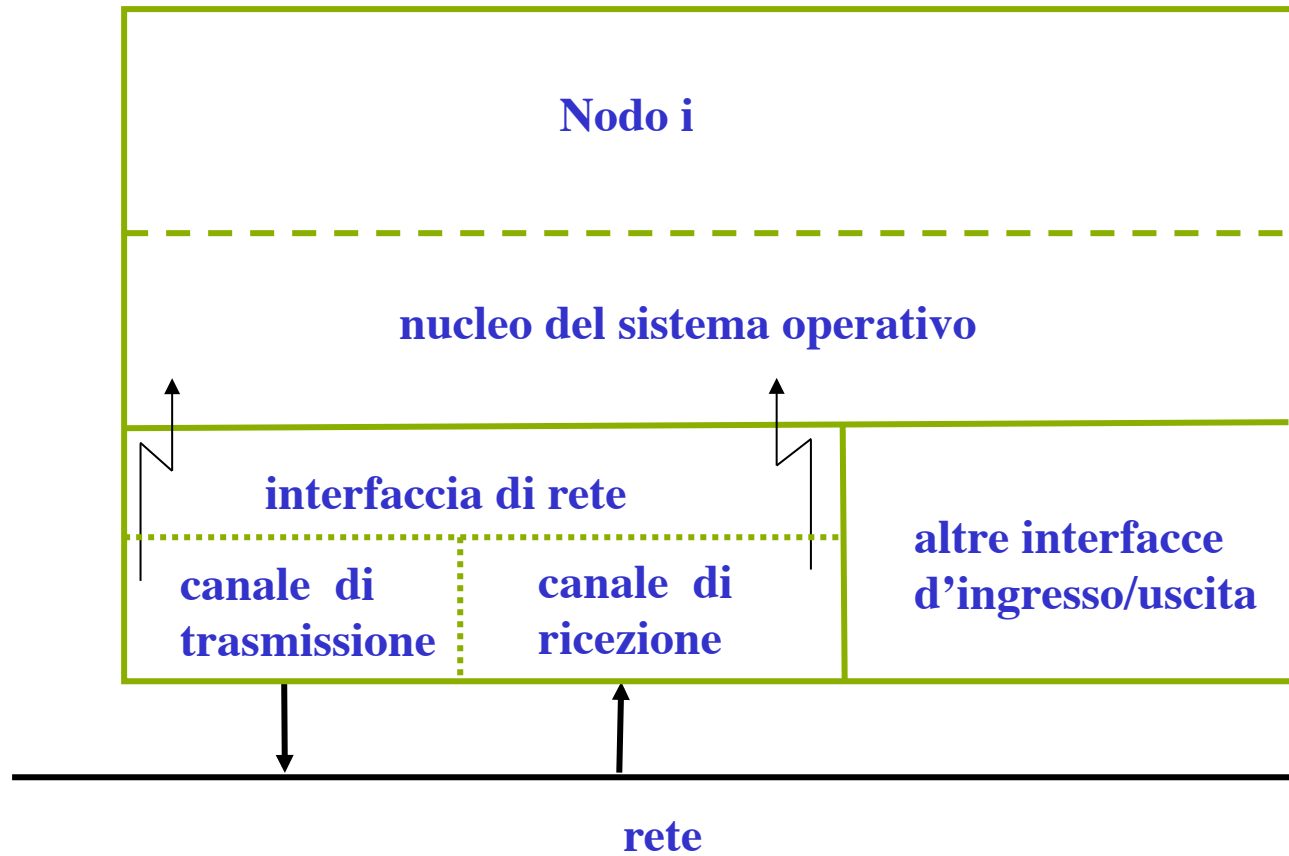 Nodo i
nucleo del sistema operativo
interfaccia di rete
canale di
trasmissione
canale di
ricezione
altre interfacce
d’ingresso/uscita
rete